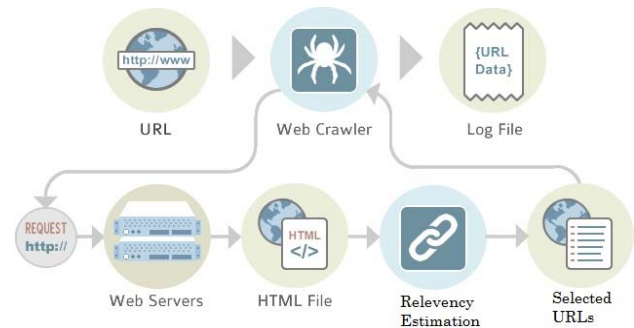 http://www
{URL
Data}
URL
Web Crawler
Log File
REQUEST
http://
HTML
</>
Web Servers
HTML File
Relevency
Estimation
Selected
URLs